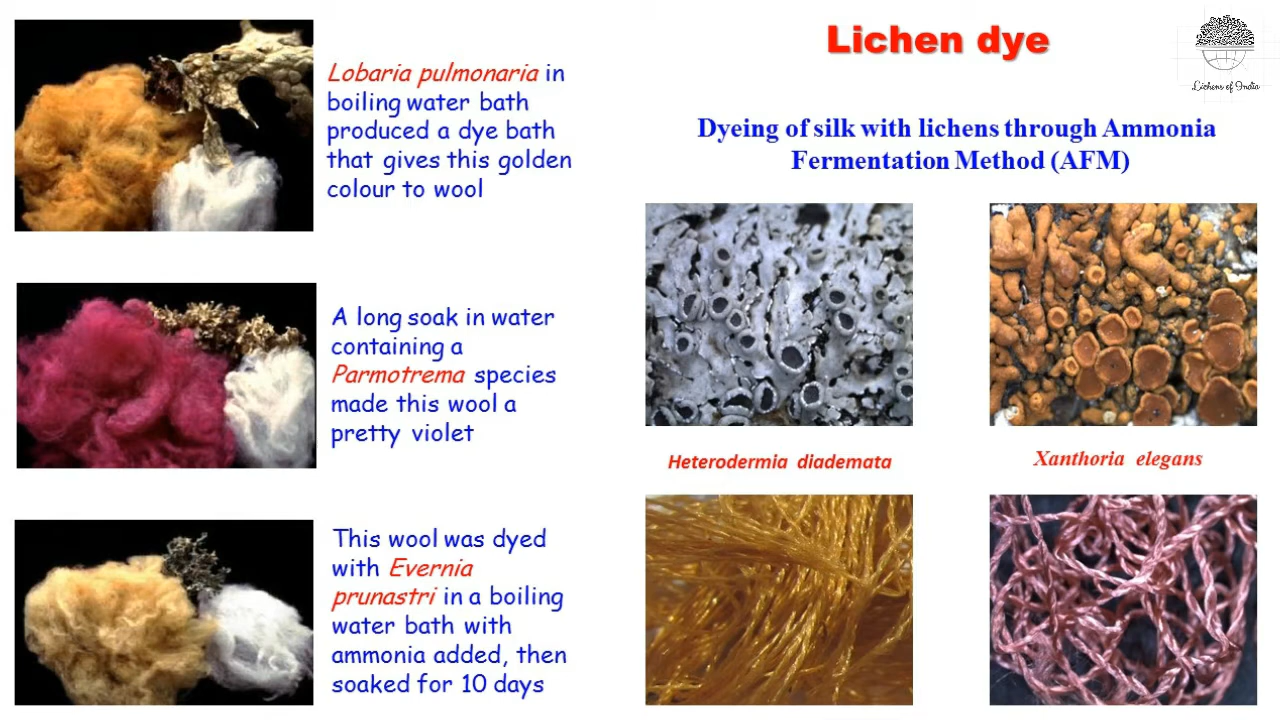 Lobaria pulmonaria in
boiling water bath
produced a dye bath
that gives this golden
colour to wool
A long soak in water
containing a
Parmotrema species
made this wool a
pretty violet
This wool was dyed
with Evernia
prunastri in a boiling
water bath with
ammonia added, then
soaked for 10 days
Lichen dye
Lichens of India
Dyeing of silk with lichens through Ammonia
Fermentation Method (AFM)
Heterodermia diademata
Xanthoria elegans